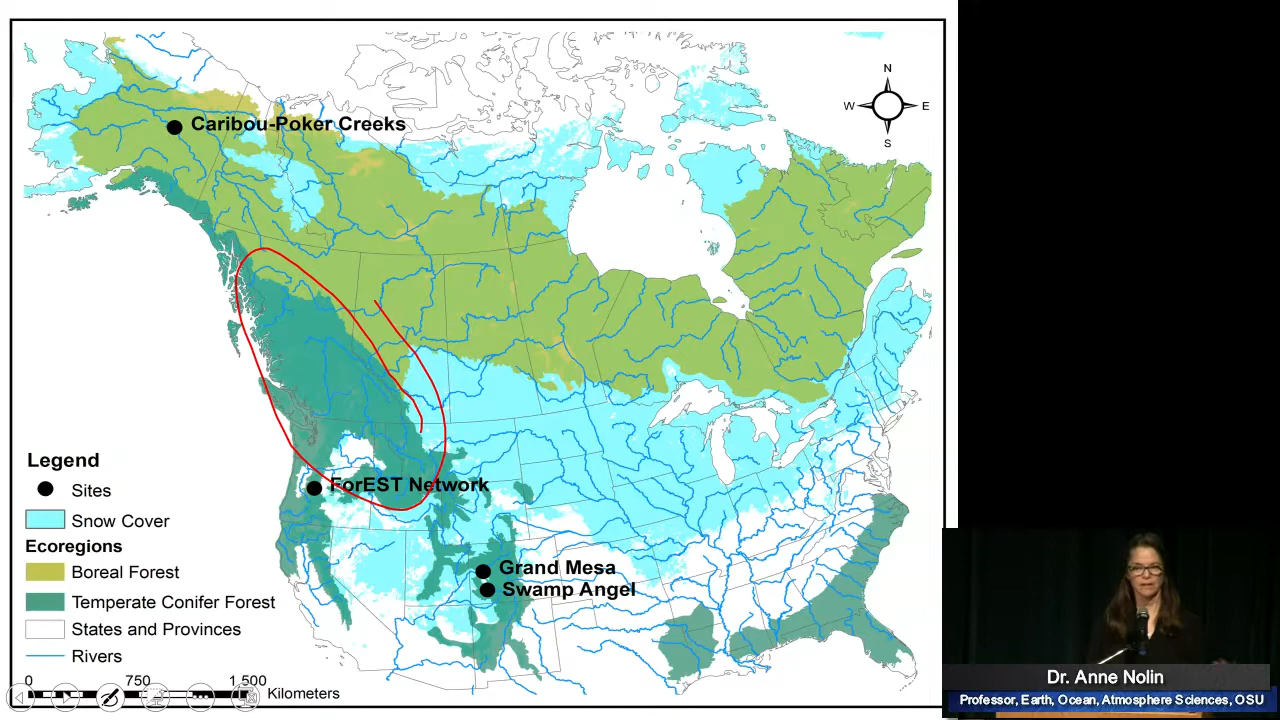 N
W E
S
Caribou-Poker Creeks
ForEST Network
Grand Mesa
Swamp Angel
Legend
Sites
Snow Cover
Ecoregions
Boreal Forest
Temperate Conifer Forest
States and Provinces
Rivers
0 750 1,500
Kilometers
Dr. Anne Nolin
Professor, Earth, Ocean, Atmosphere Sciences, OSU